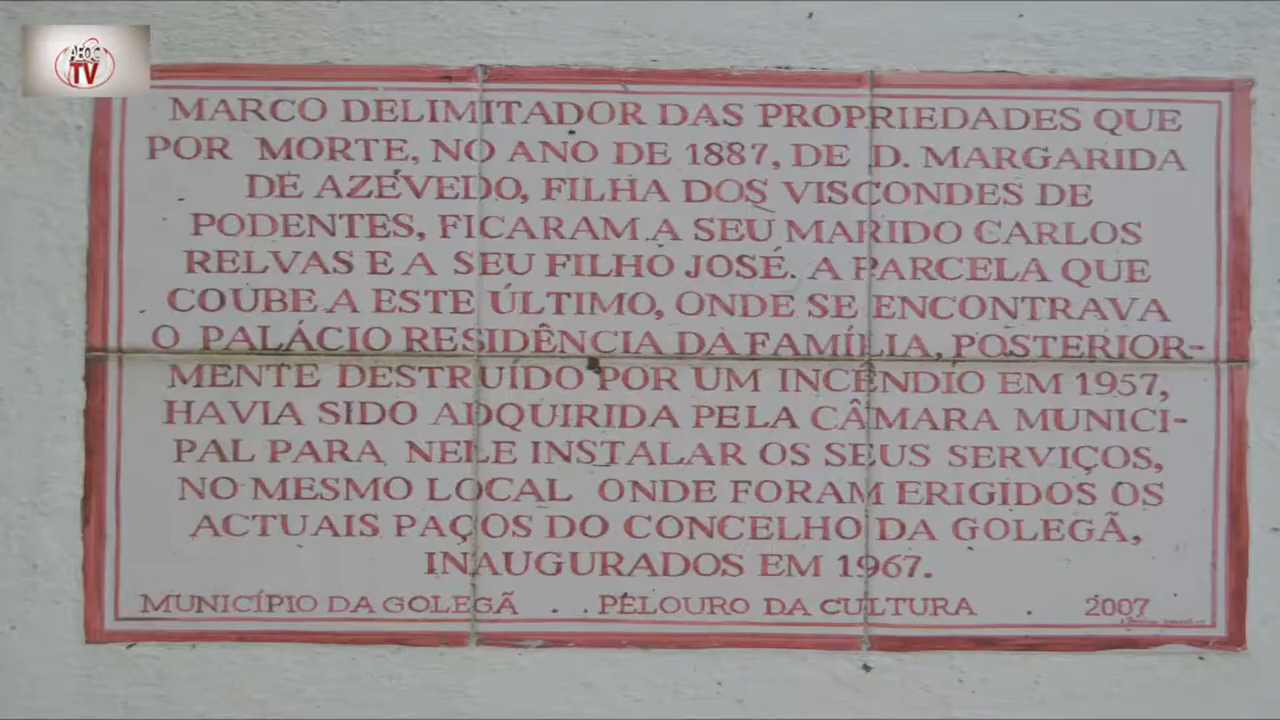 AEOC
TV
MARCO DELIMITADOR DAS PROPRIEDADES QUE
POR MORTE, NO ANO DE 1887, DE D. MARGARIDA
DE AZEVEDO, FILHA DOS VISCONDES DE
PODENTES, FICARAM A SEU MARIDO CARLOS
RELVAS E A SEU FILHO JOSÉ. A PARCELA QUE
COUBE A ESTE ÚLTIMO, ONDE SE ENCONTRAVA
O PALÁCIO RESIDÊNCIA DA FAMÍLIA, POSTERIOR-
MENTE DESTRUÍDO POR UM INCÊNDIO EM 1957,
HAVIA SIDO ADQUIRIDA PELA CÂMARA MUNICI-
PAL PARA NELE INSTALAR OS SEUS SERVIÇOS,
NO MESMO LOCAL ONDE FORAM ERIGIDOS OS
ACTUAIS PAÇOS DO CONCELHO DA GOLEGÃ,
INAUGURADOS EM 1967.
MUNICÍPIO DA GOLEGÃ . . PELOURO DA CULTURA . 2007